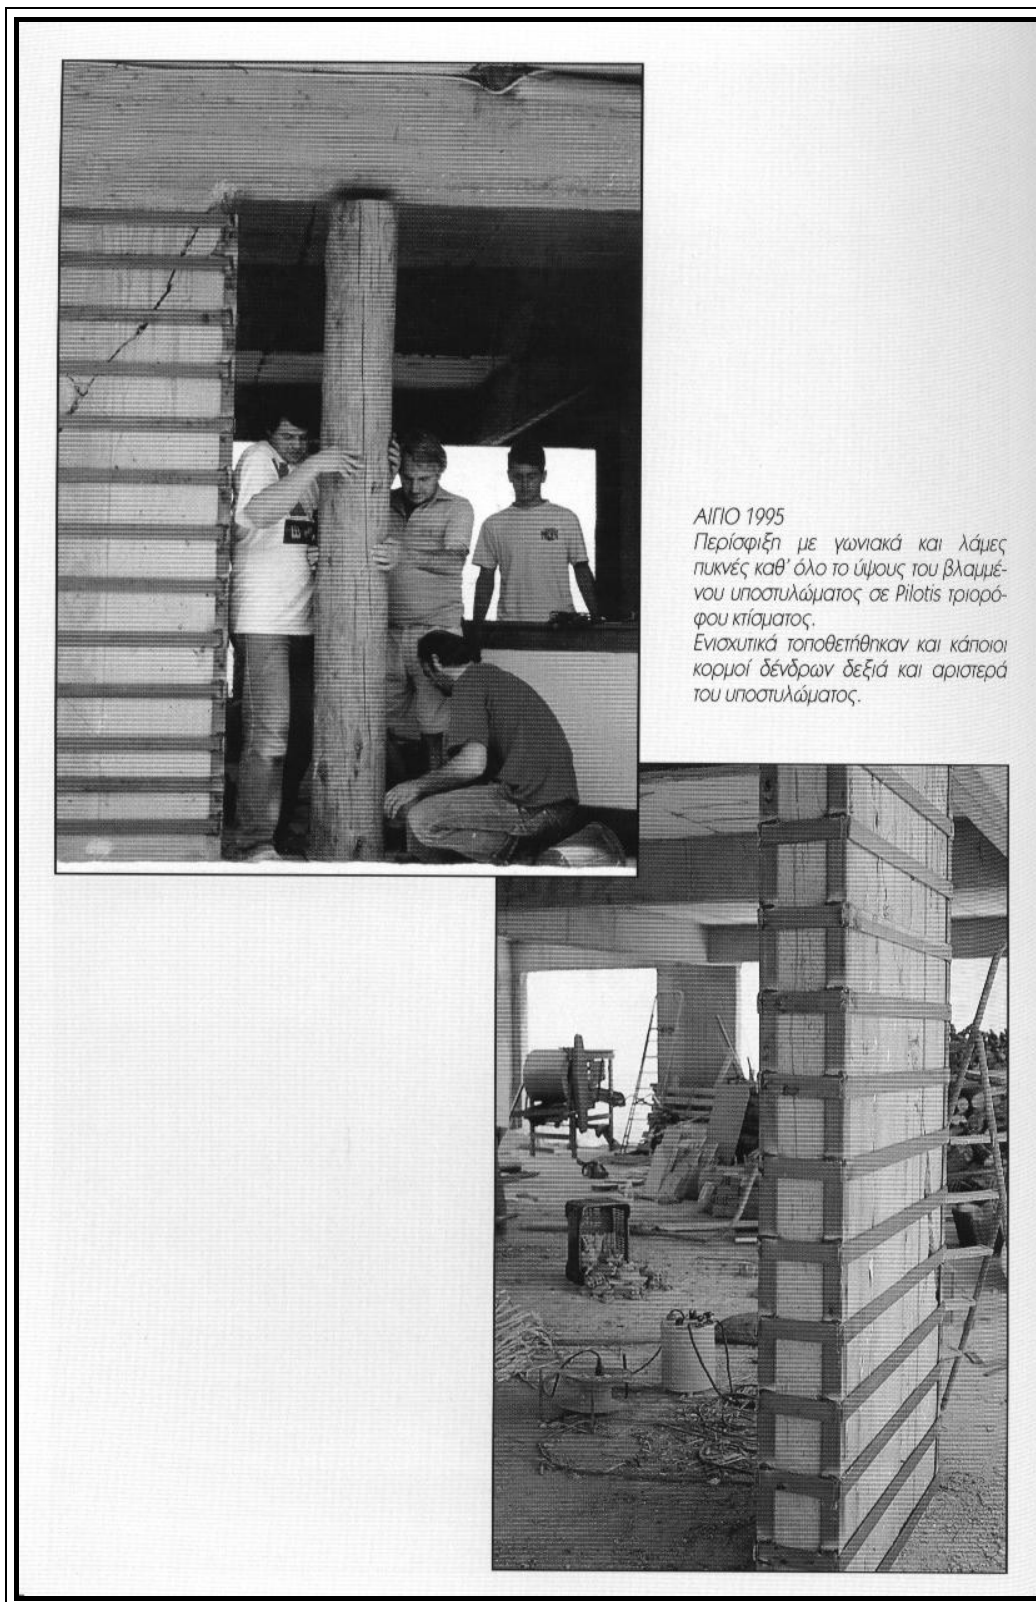 ΑΙΓΙΟ 1995
Περίσφιξη με γωνιακά και λάμες
πυκνές καθ' όλο το ύψους του βλαμμέ-
νου υποστυλώματος σε Pilotis τριορό-
φου κτίσματος.
Ενισχυτικά τοποθετήθηκαν και κάποιοι
κορμοί δένδρων δεξιά και αριστερά
του υποστυλώματος.